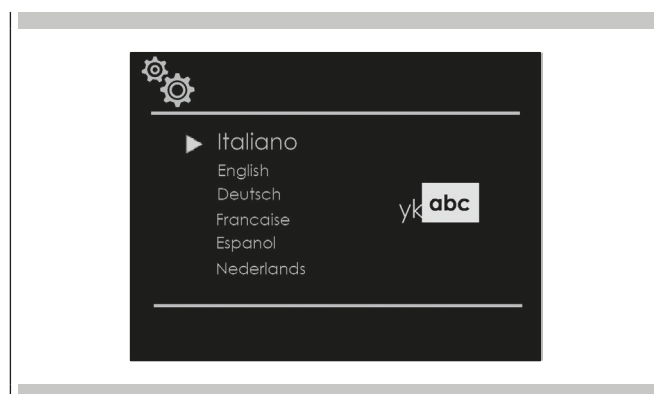 Italiano
English
Deutsch
Francaise
yk abc
Espanol
Nederlands